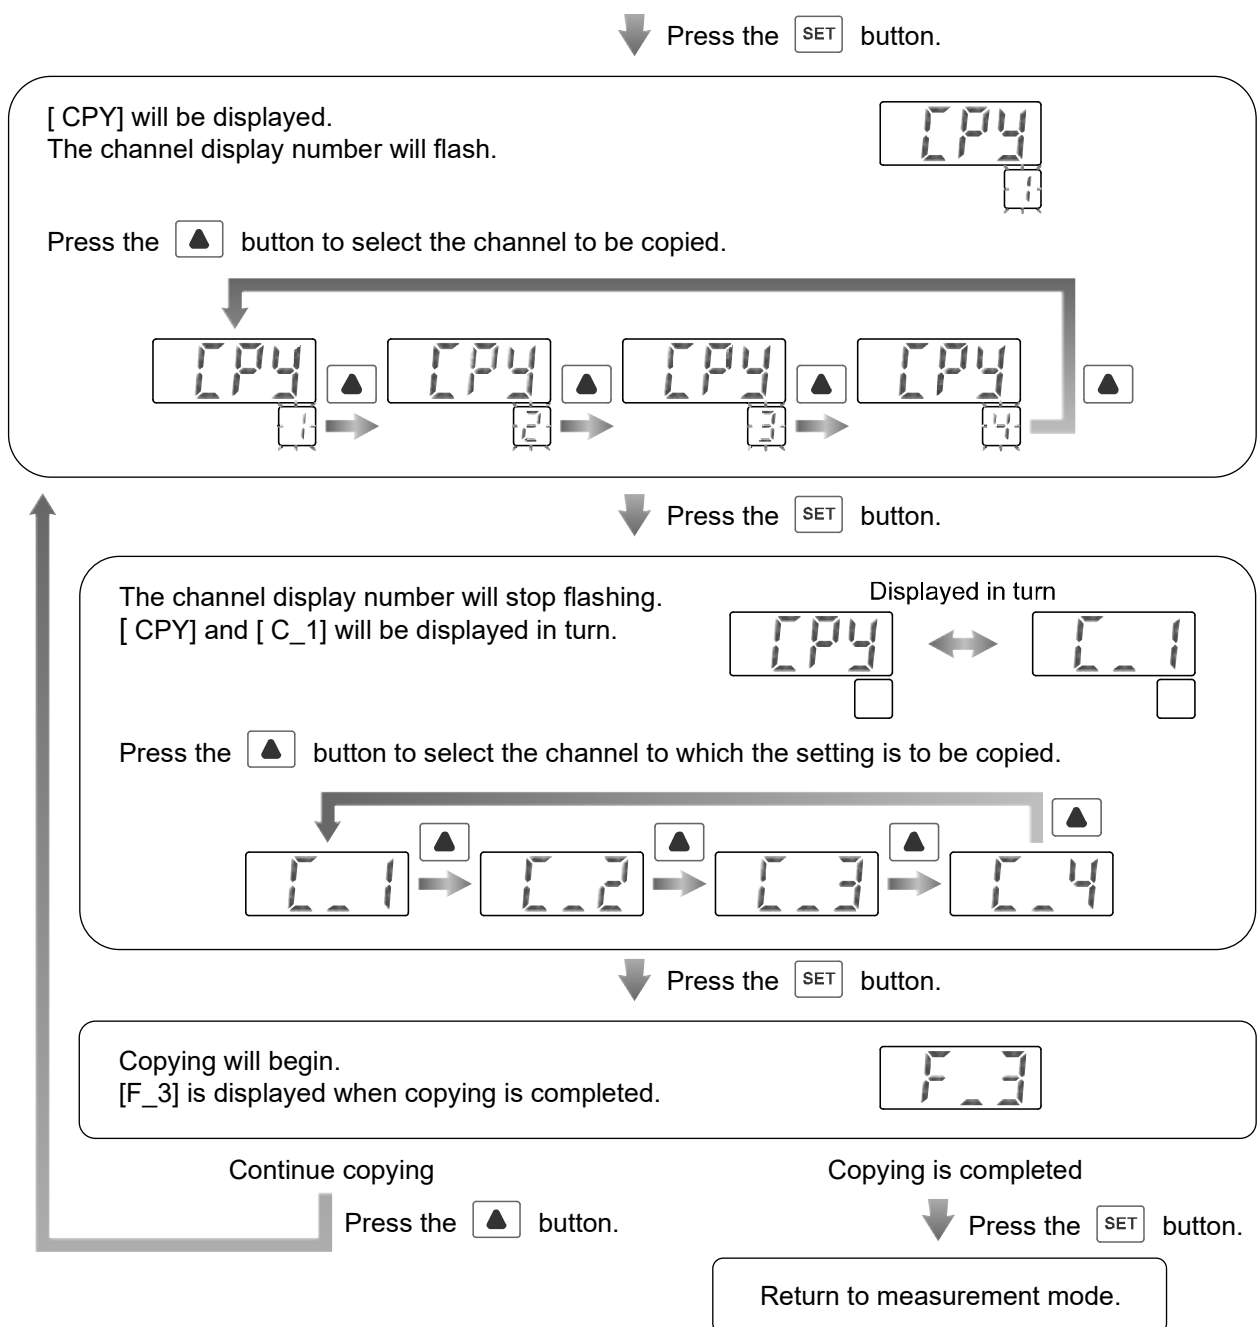 Press the SET button.
[ CPY] will be displayed.
The channel display number will flash.
CPY
1
Press the ▲ button to select the channel to be copied.
CPY ▲ CPY ▲ CPY ▲ CPY ▲
1 2 3 4
Press the SET button.
The channel display number will stop flashing.
[ CPY] and [ C_1] will be displayed in turn.
Displayed in turn
CPY C_1
Press the ▲ button to select the channel to which the setting is to be copied.
▲ ▲ ▲ ▲
C_1 C_2 C_3 C_4
Press the SET button.
Copying will begin.
[F_3] is displayed when copying is completed.
F_3
Continue copying
Press the ▲ button.
Copying is completed
Press the SET button.
Return to measurement mode.